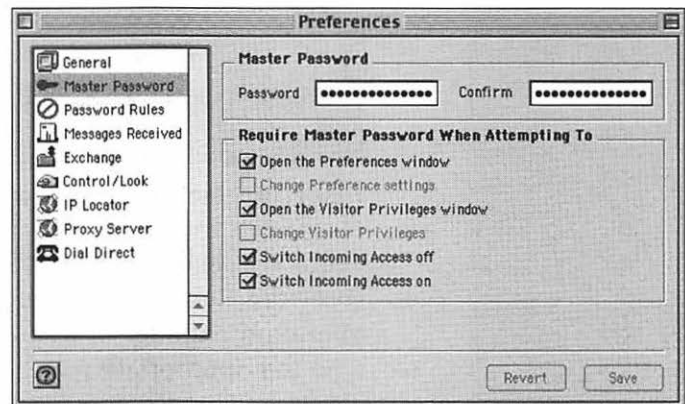 Preferences
General
Master Password
Password Rules
Messages Received
Exchange
Control/Look
IP Locator
Proxy Server
Dial Direct
Master Password
Password •••••••••••••• Confirm ••••••••••••••
Require Master Password When Attempting To
Open the Preferences window
Change Preference settings
Open the Visitor Privileges window
Change Visitor Privileges
Switch Incoming Access off
Switch Incoming Access on
?
Revert Save